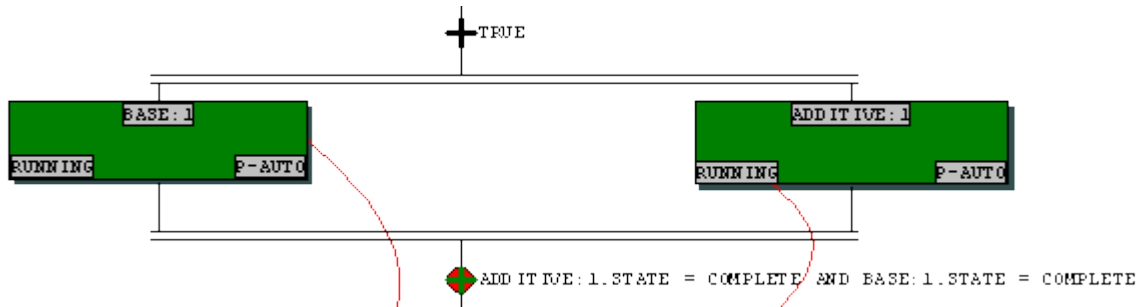 TRUE
BASE:1
ADDITIVE:1
RUNNING
P-AUTO
RUNNING
P-AUTO
ADDITIVE:1.STATE = COMPLETE AND BASE:1.STATE = COMPLETE